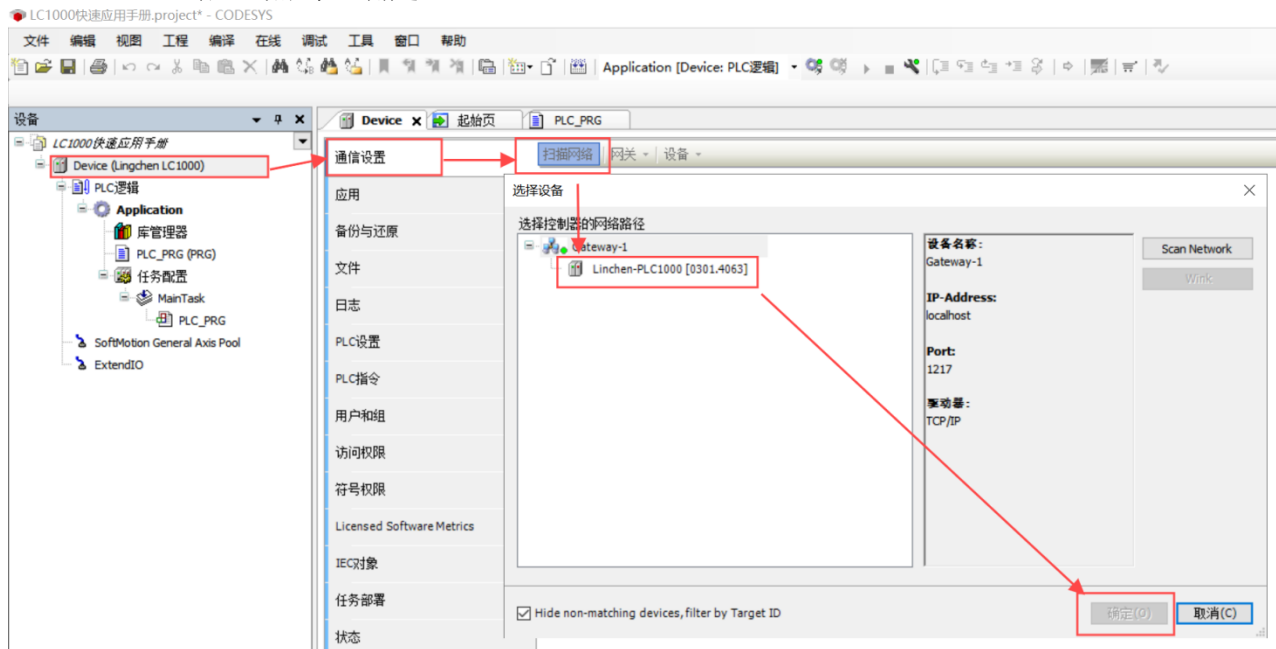 LC1000快速应用手册.project* - CODESYS
文件 编辑 视图 工程 编译 在线 调试 工具 窗口 帮助
Application [Device: PLC逻辑]
设备
Device
起始页
PLC_PRG
LC1000快速应用手册
Device (Lingchen LC1000)
PLC逻辑
Application
库管理器
PLC_PRG (PRG)
任务配置
MainTask
PLC_PRG
SoftMotion General Axis Pool
ExtendIO
通信设置
应用
备份与还原
文件
日志
PLC设置
PLC指令
用户和组
访问权限
符号权限
Licensed Software Metrics
IEC对象
任务部署
状态
扫描网络 网关 设备
选择设备
选择控制器的网络路径
Gateway-1
Linchen-PLC1000 [0301.4063]
设备名称:
Gateway-1
IP-Address:
localhost
Port:
1217
驱动器:
TCP/IP
Scan Network
Wink
Hide non-matching devices, filter by Target ID
确定(O)
取消(C)